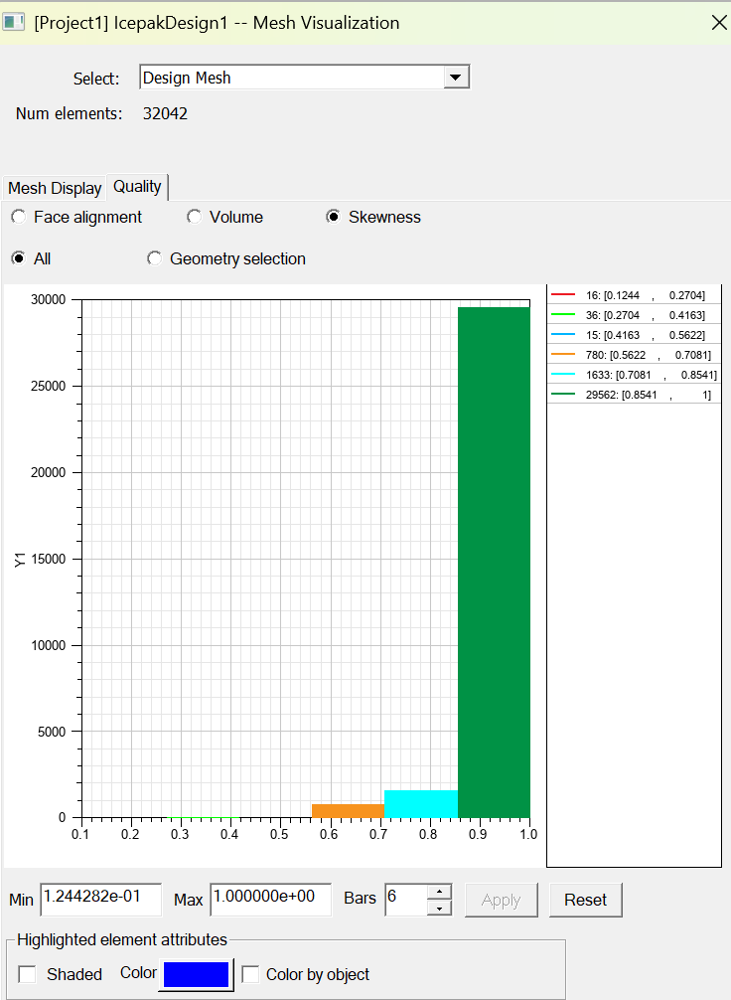 [Project1] IcepakDesign1 -- Mesh Visualization
Select: Design Mesh
Num elements: 32042
Mesh Display Quality
Face alignment Volume Skewness
All Geometry selection
30000
25000
20000
15000
10000
5000
0
Y1
0.1 0.2 0.3 0.4 0.5 0.6 0.7 0.8 0.9 1.0
16: [0.1244 , 0.2704]
36: [0.2704 , 0.4163]
15: [0.4163 , 0.5622]
780: [0.5622 , 0.7081]
1633: [0.7081 , 0.8541]
29562: [0.8541 , 1]
Min 1.244282e-01 Max 1.000000e+00 Bars 6 Apply Reset
Highlighted element attributes
Shaded Color Color by object